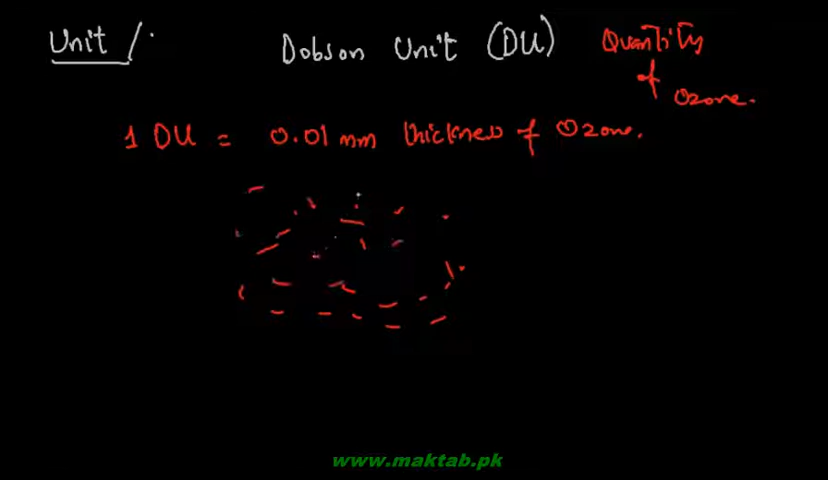 Unit /. Dobson Unit (DU) Quantity
of
Ozone.
1 DU = 0.01 mm thickness of Ozone.
www.maktab.pk